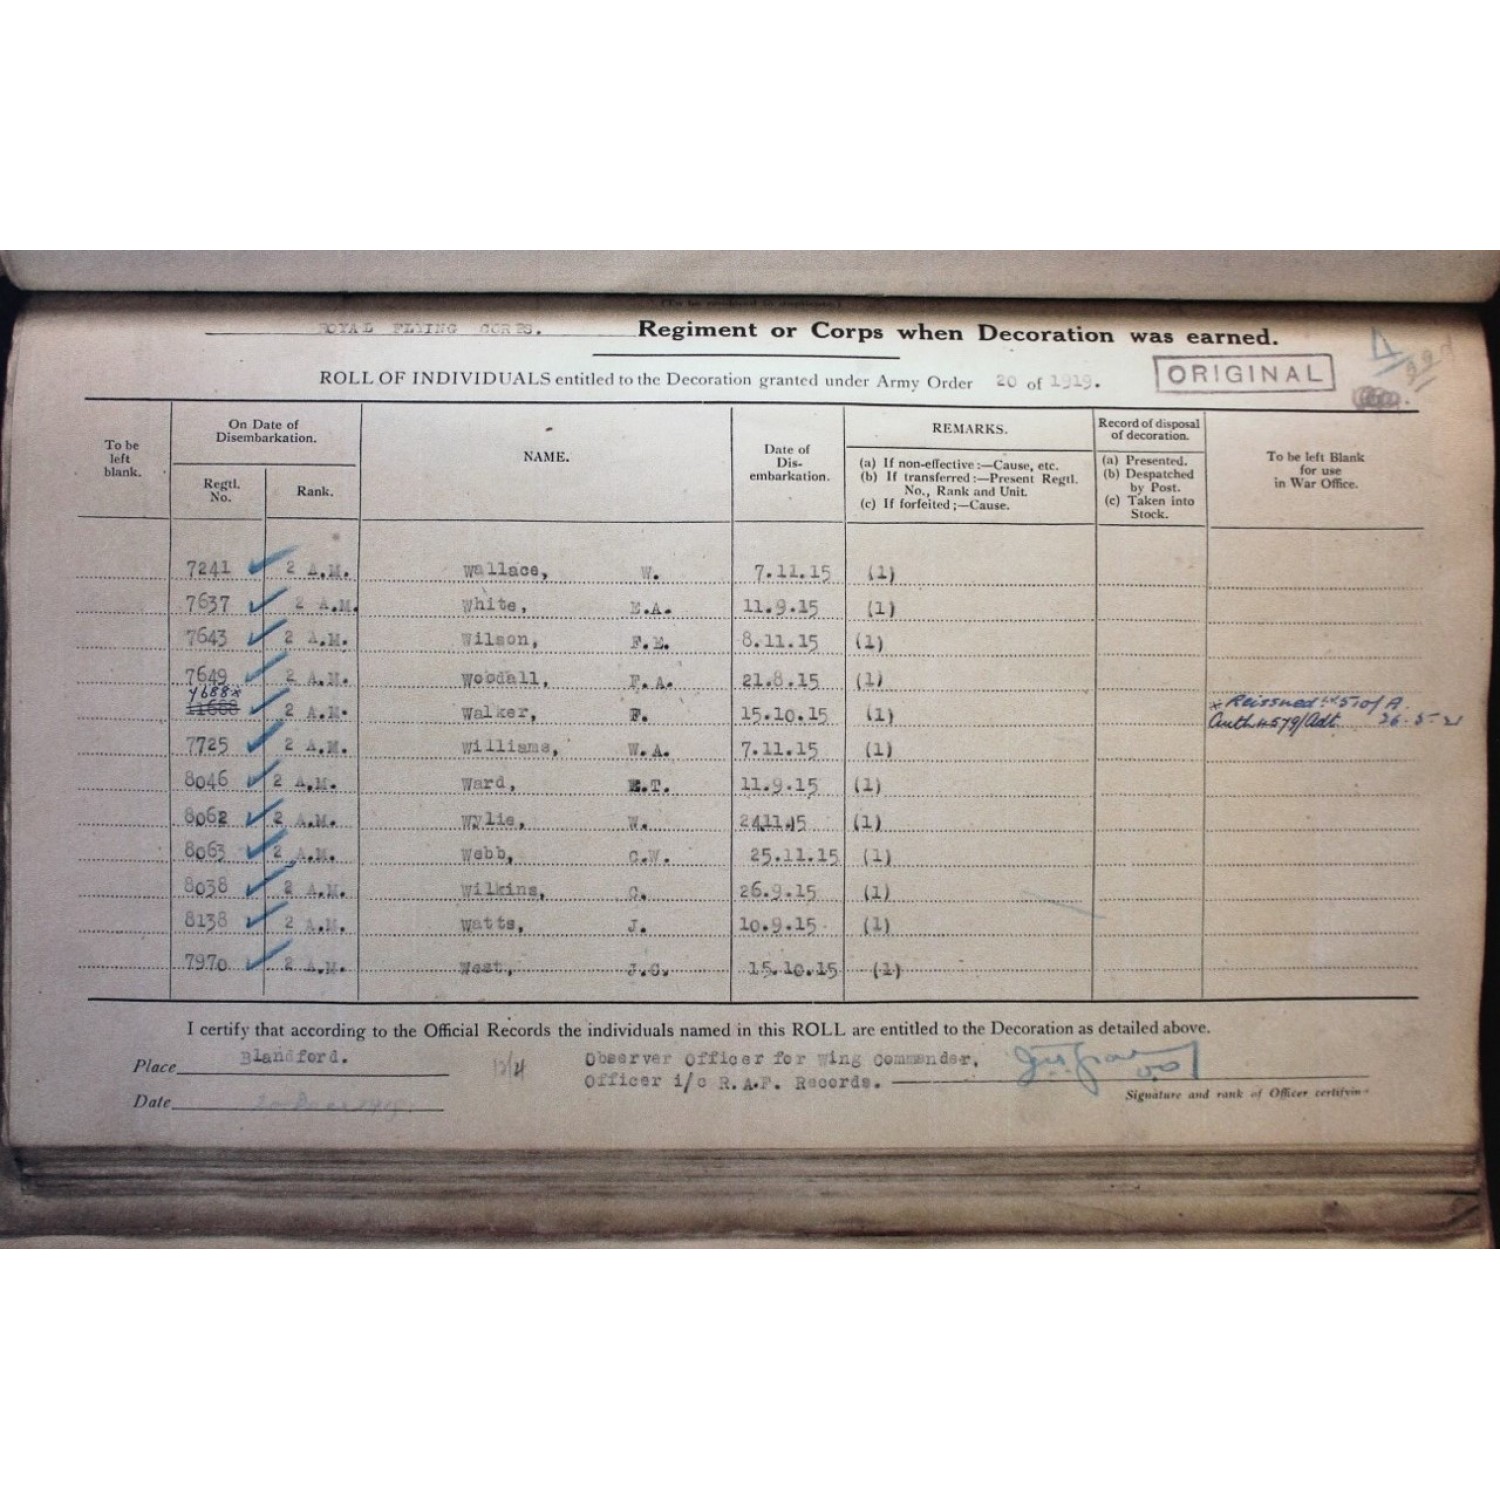 ROYAL FLYING CORPS. Regiment or Corps when Decoration was earned.
ROLL OF INDIVIDUALS entitled to the Decoration granted under Army Order 20 of 1919.
ORIGINAL
To be left blank.
On Date of Disembarkation.
Regtl. No.
Rank.
NAME.
Date of Dis-embarkation.
REMARKS.
(a) If non-effective:—Cause, etc.
(b) If transferred:—Present Regtl. No., Rank and Unit.
(c) If forfeited;—Cause.
Record of disposal of decoration.
(a) Presented.
(b) Despatched by Post.
(c) Taken into Stock.
To be left Blank for use in War Office.
7241 2 A.M. Wallace, W. 7.11.15 (1)
7637 2 A.M. White, E.A. 11.9.15 (1)
7643 2 A.M. Wilson, F.E. 8.11.15 (1)
7649 2 A.M. Woodall, F.A. 21.8.15 (1)
7688*
11688 2 A.M. Walker, F. 15.10.15 (1) * Reissued of A.
Auth 4579/Adt. 26-5-21
7725 2 A.M. Williams, W.A. 7.11.15 (1)
8046 2 A.M. Ward, E.T. 11.9.15 (1)
8062 2 A.M. Wylie, W. 24.11.15 (1)
8063 2 A.M. Webb, C.W. 25.11.15 (1)
8038 2 A.M. Wilkins, C. 26.9.15 (1)
8138 2 A.M. Watts, J. 10.9.15 (1)
7970 2 A.M. West, J.C. 15.10.15 (1)
I certify that according to the Official Records the individuals named in this ROLL are entitled to the Decoration as detailed above.
Place Blandford.
Observer Officer for Wing Commander,
Officer i/c R.A.F. Records.
Date
Signature and rank of Officer certifyin